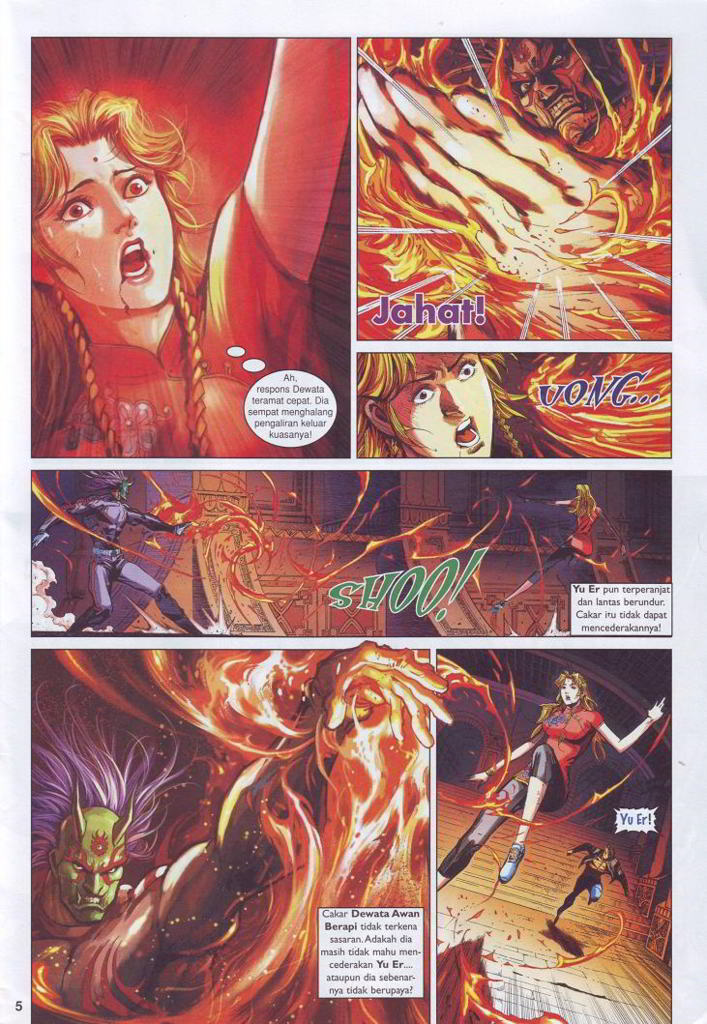 Ah,
respons Dewata
teramat cepat. Dia
sempat menghalang
pengaliran keluar
kuasanya!
Jahat!
VONG...
SHOO!
Yu Er pun terperanjat
dan lantas berundur.
Cakar itu tidak dapat
mencederakannya!
Cakar Dewata Awan
Berapi tidak terkena
sasaran. Adakah dia
masih tidak mahu men-
cederakan Yu Er....
ataupun dia sebenar-
nya tidak berupaya?
Yu Er!
5